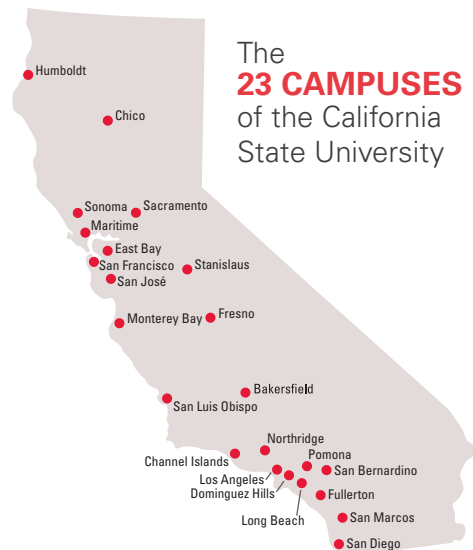 The
23 CAMPUSES
of the California
State University
Humboldt
Chico
Sonoma
Sacramento
Maritime
East Bay
San Francisco
Stanislaus
San José
Monterey Bay
Fresno
Bakersfield
San Luis Obispo
Northridge
Channel Islands
Pomona
Los Angeles
San Bernardino
Dominguez Hills
Fullerton
Long Beach
San Marcos
San Diego